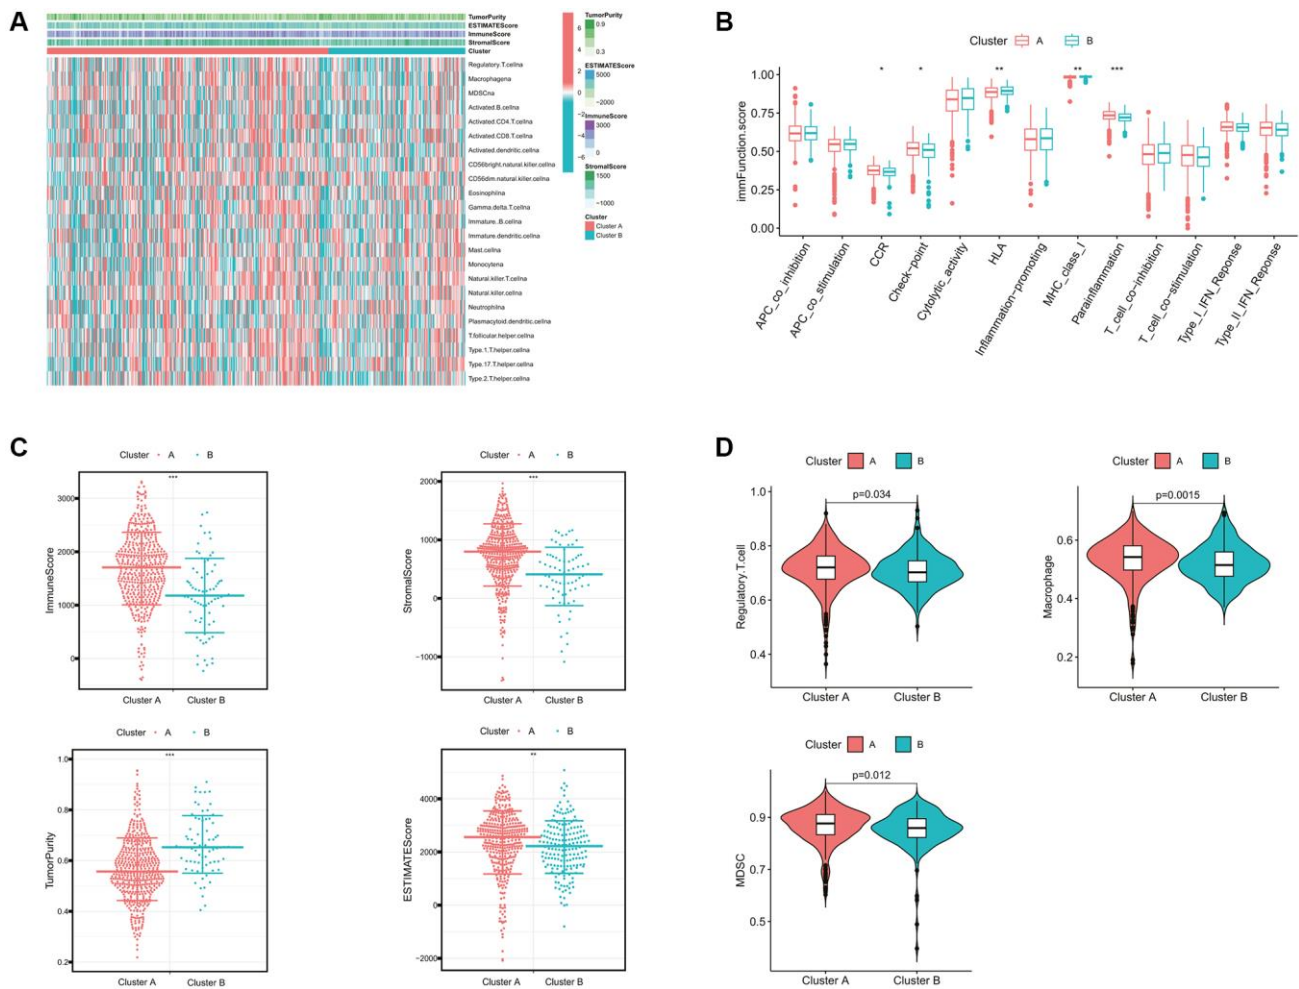 A
TumorPurity
ESTIMATEScore
ImmuneScore
StromalScore
Cluster
Regulatory.T.cellna
Macrophagena
MDSCna
Activated.B.cellna
Activated.CD4.T.cellna
Activated.CD8.T.cellna
Activated.dendritic.cellna
CD56bright.natural.killer.cellna
CD56dim.natural.killer.cellna
Eosinophilna
Gamma.delta.T.cellna
Immature..B.cellna
Immature.dendritic.cellna
Mast.cellna
Monocytena
Natural.killer.T.cellna
Natural.killer.cellna
Neutrophilna
Plasmacytoid.dendritic.cellna
T.follicular.helper.cellna
Type.1.T.helper.cellna
Type.17.T.helper.cellna
Type.2.T.helper.cellna
6
4
2
0
−2
−4
−6
TumorPurity
0.9
0.3
ESTIMATEScore
5000
−2000
ImmuneScore
3000
0
StromalScore
1500
−1000
Cluster
Cluster A
Cluster B
B
Cluster A B
* * ** ** ***
immFunction.score
1.00
0.75
0.50
0.25
0.00
APC_co_inhibition
APC_co_stimulation
CCR
Check−point
Cytolytic_activity
HLA
Inflammation−promoting
MHC_class_I
Parainflammation
T_cell_co−inhibition
T_cell_co−stimulation
Type_I_IFN_Reponse
Type_II_IFN_Reponse
C
Cluster A B
***
ImmuneScore
3000
2000
1000
0
Cluster A Cluster B
Cluster A B
***
StromalScore
2000
1000
0
−1000
Cluster A Cluster B
Cluster A B
***
TumorPurity
1.0
0.8
0.6
0.4
0.2
Cluster A Cluster B
Cluster A B
**
ESTIMATEScore
4000
2000
0
−2000
Cluster A Cluster B
D
Cluster A B
p=0.034
Regulatory.T.cell
1.0
0.8
0.6
0.4
Cluster A Cluster B
Cluster A B
p=0.0015
Macrophage
0.6
0.4
0.2
Cluster A Cluster B
Cluster A B
p=0.012
MDSC
0.9
0.7
0.5
Cluster A Cluster B